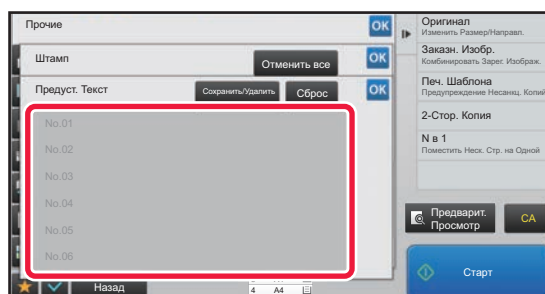 Прочие
OK
Штамп
Отменить все
OK
Предуст. Текст
Сохранить/Удалить
Сброс
OK
No.01
No.02
No.03
No.04
No.05
No.06
Назад
4 A4
Оригинал
Изменить Размер/Направл.
Заказн. Изобр.
Комбинировать Зарег. Изображ.
Печ. Шаблона
Предупреждение Несанкц. Копий
2-Стор. Копия
N в 1
Поместить Неск. Стр. на Одной
Предварит.
Просмотр
CA
Старт